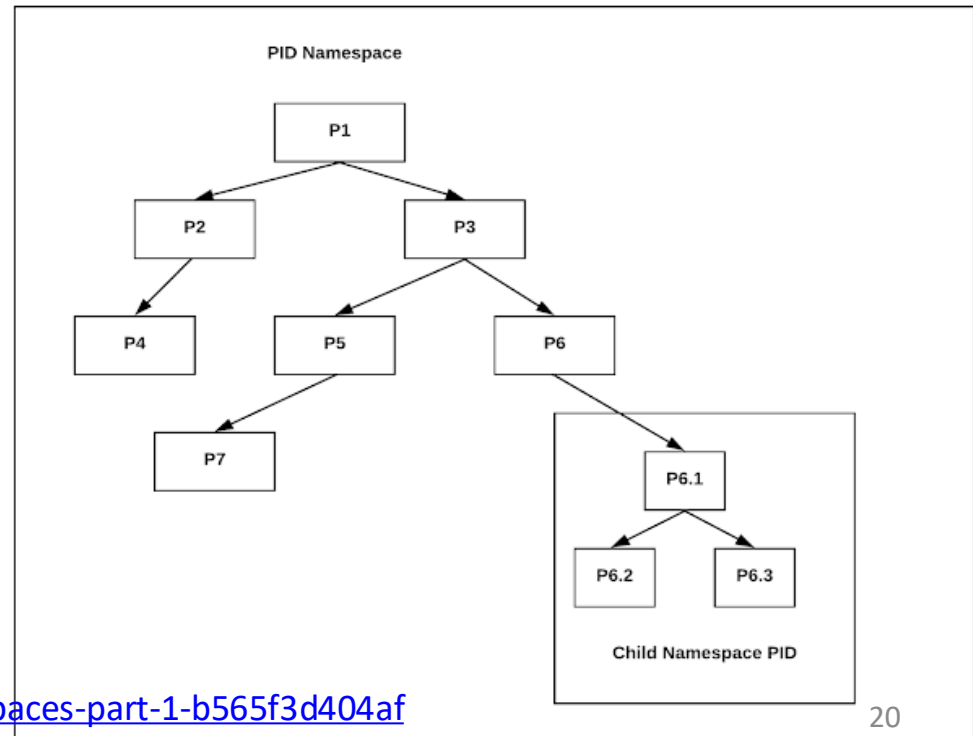 PID Namespace
P1
P2
P3
P4
P5
P6
P7
P6.1
P6.2
P6.3
Child Namespace PID
paces-part-1-b565f3d404af
20